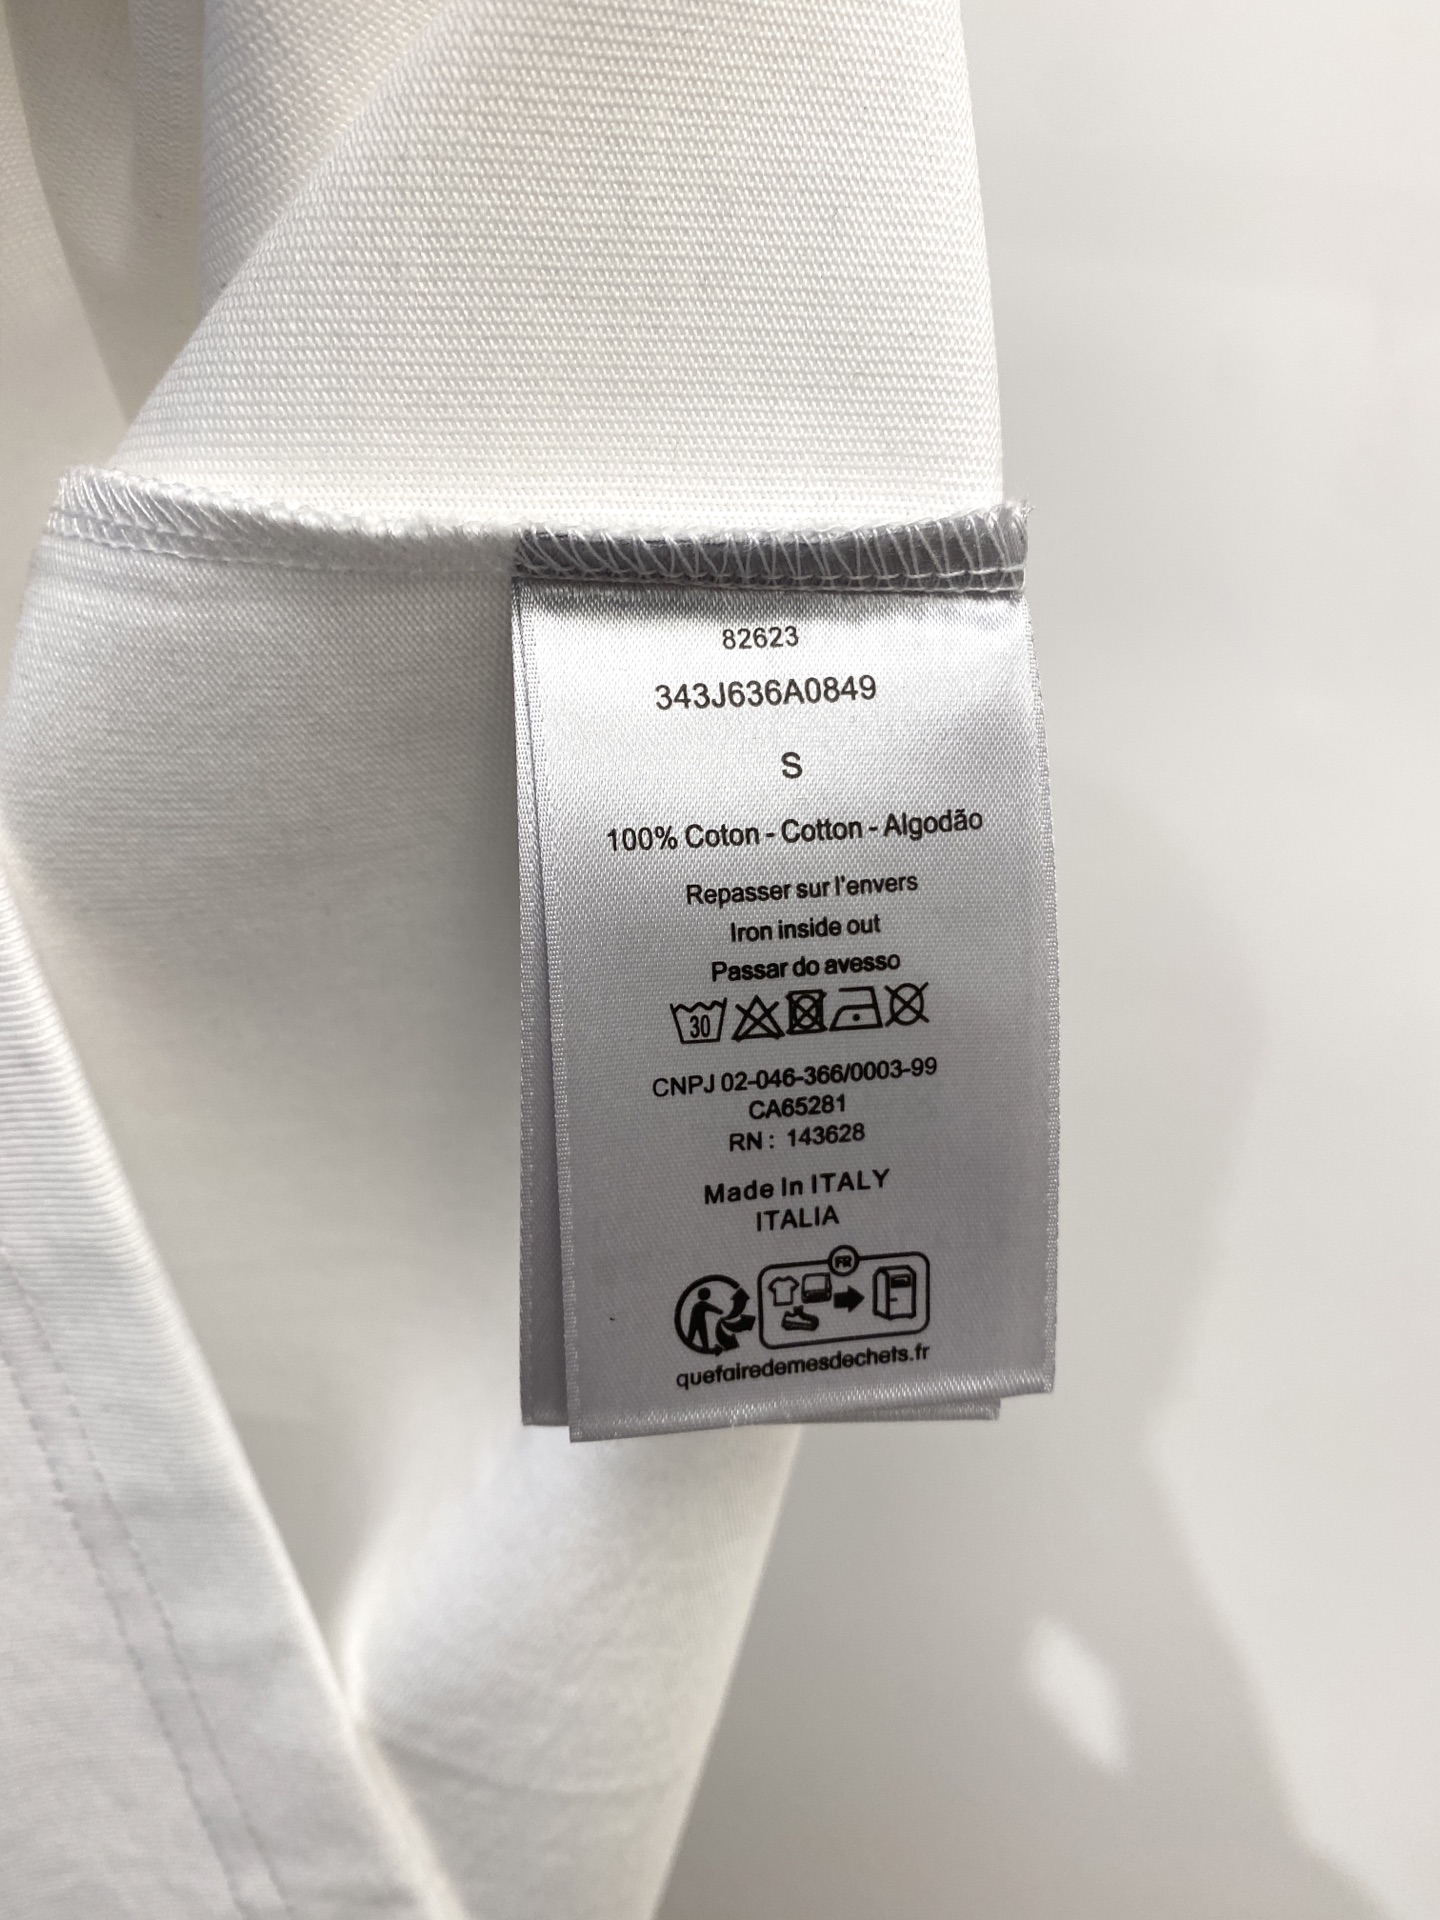 82623
343J636A0849
S
100% Coton - Cotton - Algodão
Repasser sur l'envers
Iron inside out
Passar do avesso
30
CNPJ 02-046-366/0003-99
CA65281
RN : 143628
Made In ITALY
ITALIA
FR
quefairedemesdechets.fr